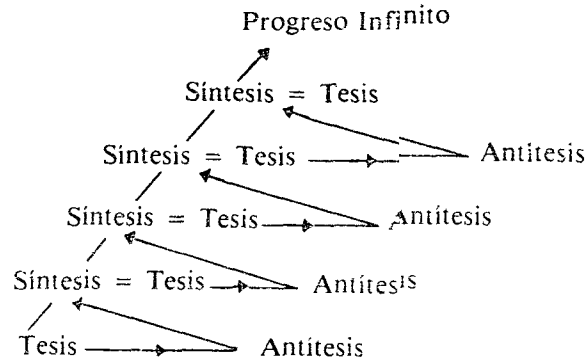 Progreso Infinito
Síntesis = Tesis
Síntesis = Tesis Antítesis
Síntesis = Tesis Antítesis
Síntesis = Tesis Antítesis
Tesis Antítesis